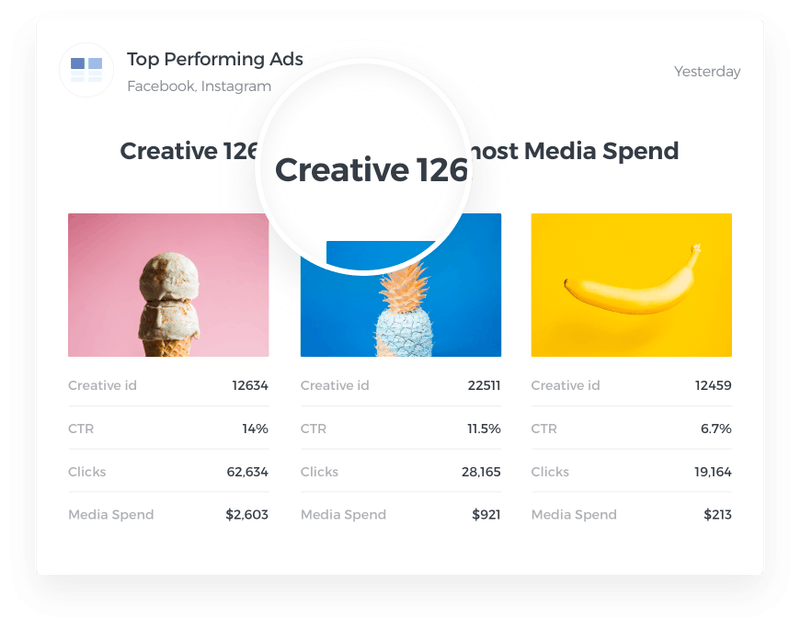 Top Performing Ads
Facebook, Instagram
Yesterday
Creative 126 most Media Spend
Creative 126
Creative id 12634
CTR 14%
Clicks 62,634
Media Spend $2,603
Creative id 22511
CTR 11.5%
Clicks 28,165
Media Spend $921
Creative id 12459
CTR 6.7%
Clicks 19,164
Media Spend $213